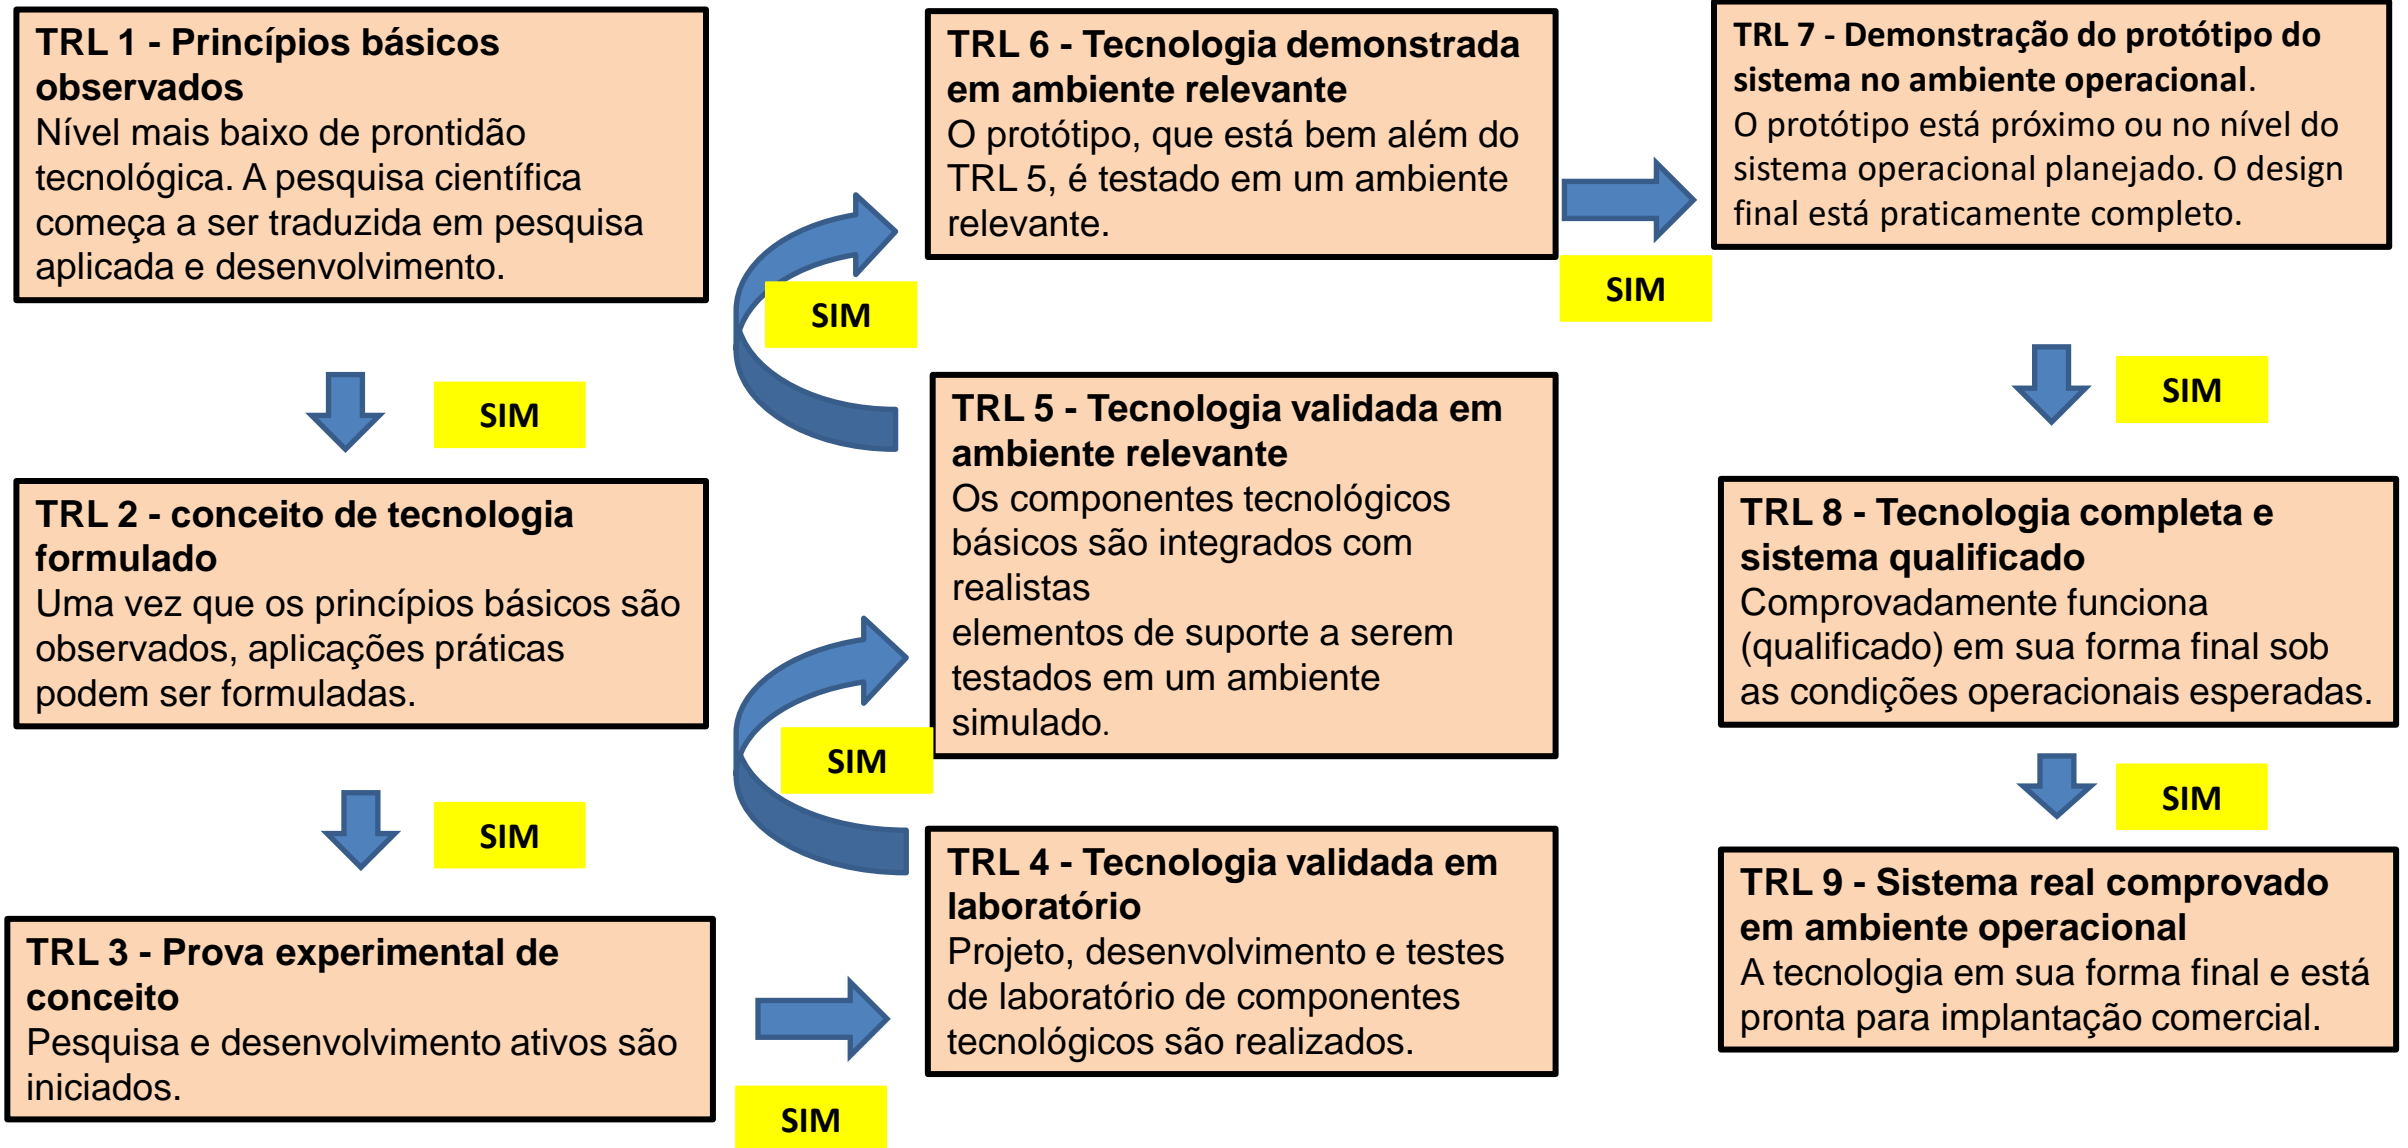 TRL 1 - Princípios básicos
observados
Nível mais baixo de prontidão
tecnológica. A pesquisa científica
começa a ser traduzida em pesquisa
aplicada e desenvolvimento.
SIM
TRL 2 - conceito de tecnologia
formulado
Uma vez que os princípios básicos são
observados, aplicações práticas
podem ser formuladas.
SIM
TRL 3 - Prova experimental de
conceito
Pesquisa e desenvolvimento ativos são
iniciados.
SIM
TRL 4 - Tecnologia validada em
laboratório
Projeto, desenvolvimento e testes
de laboratório de componentes
tecnológicos são realizados.
SIM
TRL 5 - Tecnologia validada em
ambiente relevante
Os componentes tecnológicos
básicos são integrados com
realistas
elementos de suporte a serem
testados em um ambiente
simulado.
SIM
TRL 6 - Tecnologia demonstrada
em ambiente relevante
O protótipo, que está bem além do
TRL 5, é testado em um ambiente
relevante.
SIM
TRL 7 - Demonstração do protótipo do
sistema no ambiente operacional.
O protótipo está próximo ou no nível do
sistema operacional planejado. O design
final está praticamente completo.
SIM
TRL 8 - Tecnologia completa e
sistema qualificado
Comprovadamente funciona
(qualificado) em sua forma final sob
as condições operacionais esperadas.
SIM
TRL 9 - Sistema real comprovado
em ambiente operacional
A tecnologia em sua forma final e está
pronta para implantação comercial.